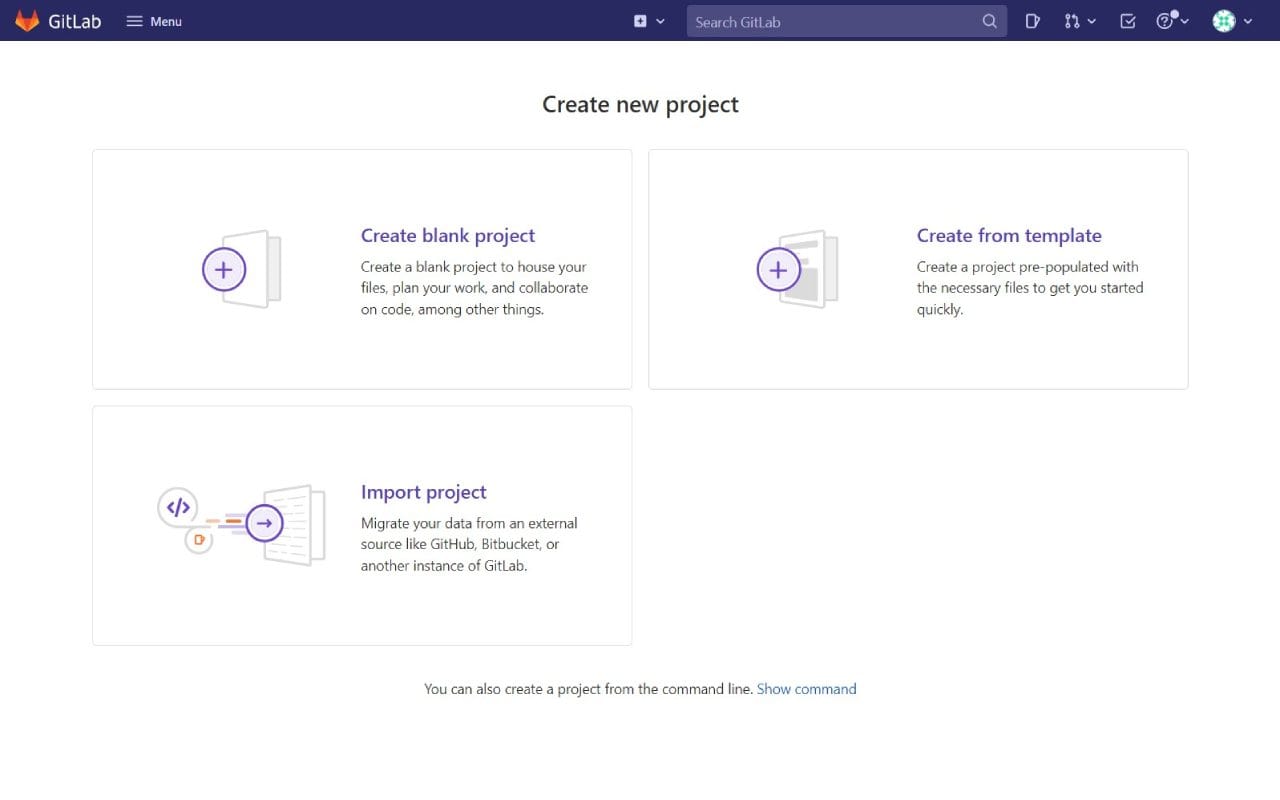 GitLab
Menu
Search GitLab
Create new project
Create blank project
Create a blank project to house your
files, plan your work, and collaborate
on code, among other things.
Create from template
Create a project pre-populated with
the necessary files to get you started
quickly.
Import project
Migrate your data from an external
source like GitHub, Bitbucket, or
another instance of GitLab.
You can also create a project from the command line. Show command